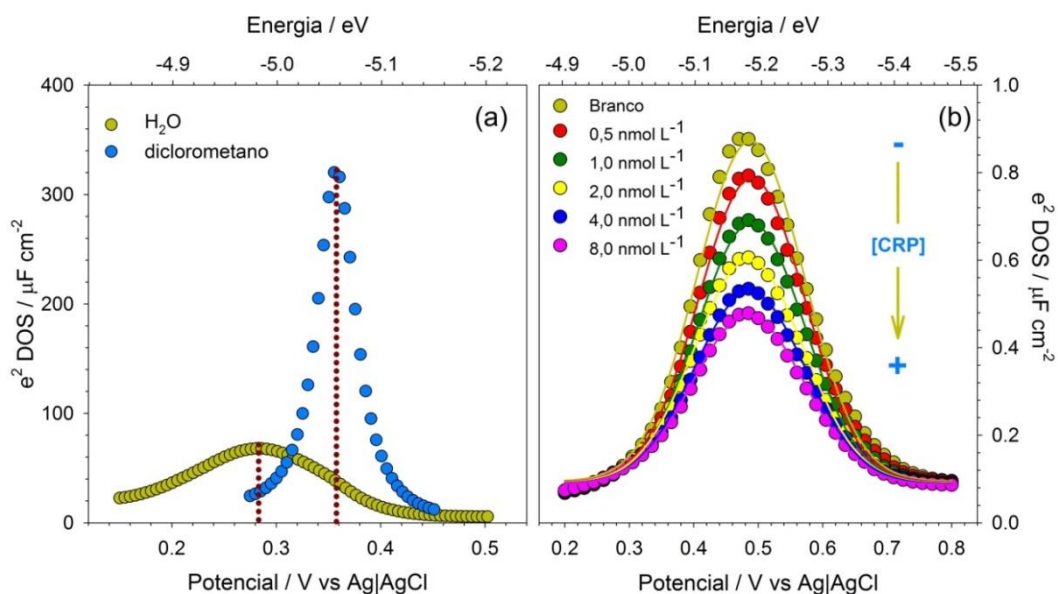 Energia / eV
-4.9 -5.0 -5.1 -5.2
400
300
200
100
0
e² DOS / µF cm⁻²
(a)
H₂O
diclorometano
0.2 0.3 0.4 0.5
Potencial / V vs Ag|AgCl
Energia / eV
-4.9 -5.0 -5.1 -5.2 -5.3 -5.4 -5.5
(b)
Branco
0,5 nmol L⁻¹
1,0 nmol L⁻¹
2,0 nmol L⁻¹
4,0 nmol L⁻¹
8,0 nmol L⁻¹
-
[CRP]
+
1.0
0.8
0.6
0.4
0.2
0.0
e² DOS / µF cm⁻²
0.2 0.3 0.4 0.5 0.6 0.7 0.8
Potencial / V vs Ag|AgCl